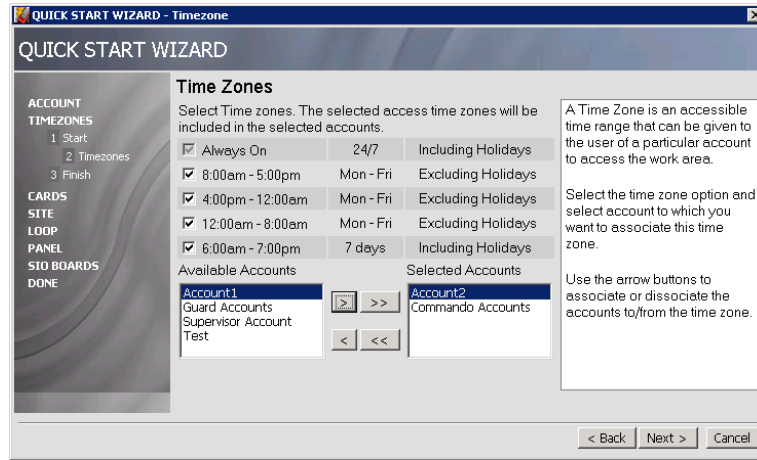 QUICK START WIZARD - Timezone
QUICK START WIZARD
ACCOUNT
TIMEZONES
1 Start
2 Timezones
3 Finish
CARDS
SITE
LOOP
PANEL
SIO BOARDS
DONE
Time Zones
Select Time zones. The selected access time zones will be
included in the selected accounts.
Always On 24/7 Including Holidays
8:00am - 5:00pm Mon - Fri Excluding Holidays
4:00pm - 12:00am Mon - Fri Excluding Holidays
12:00am - 8:00am Mon - Fri Excluding Holidays
6:00am - 7:00pm 7 days Including Holidays
Available Accounts Selected Accounts
Account1
Guard Accounts
Supervisor Account
Test
> >>
< <<
Account2
Commando Accounts
A Time Zone is an accessible
time range that can be given to
the user of a particular account
to access the work area.
Select the time zone option and
select account to which you
want to associate this time
zone.
Use the arrow buttons to
associate or dissociate the
accounts to/from the time zone.
< Back Next > Cancel